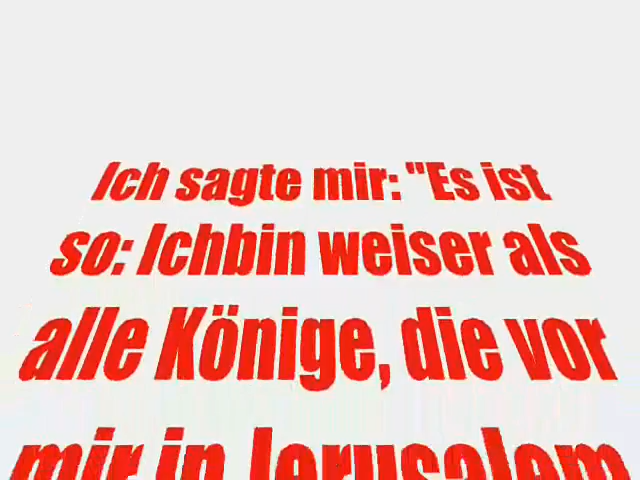 Ich sagte mir: "Es ist
so: Ichbin weiser als
alle Könige, die vor
mir in Jerusalem